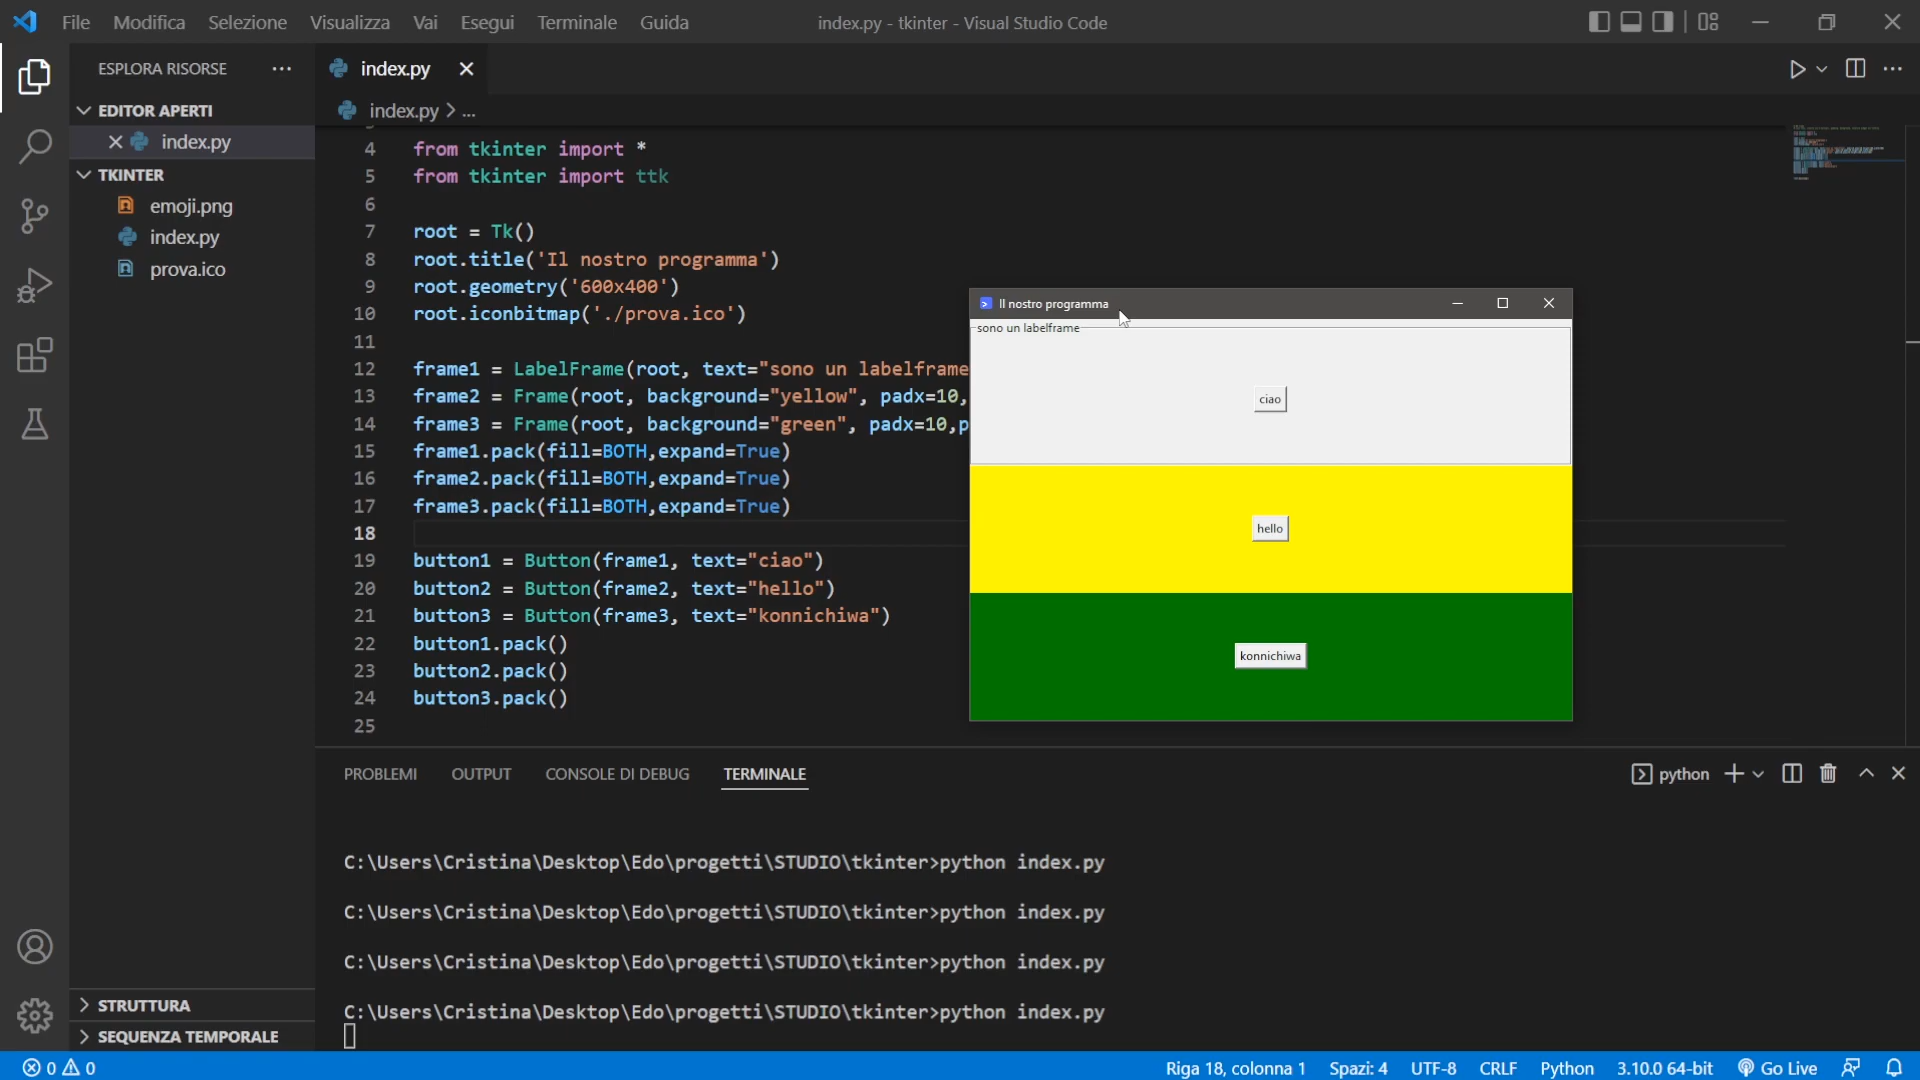 File Modifica Selezione Visualizza Vai Esegui Terminale Guida
index.py - tkinter - Visual Studio Code
ESPLORA RISORSE
index.py
EDITOR APERTI
index.py > ...
index.py
TKINTER
emoji.png
index.py
prova.ico
4 from tkinter import *
5 from tkinter import ttk
6
7 root = Tk()
8 root.title('Il nostro programma')
9 root.geometry('600x400')
10 root.iconbitmap('./prova.ico')
11
12 frame1 = LabelFrame(root, text="sono un labelframe
13 frame2 = Frame(root, background="yellow", padx=10,
14 frame3 = Frame(root, background="green", padx=10,p
15 frame1.pack(fill=BOTH,expand=True)
16 frame2.pack(fill=BOTH,expand=True)
17 frame3.pack(fill=BOTH,expand=True)
18
19 button1 = Button(frame1, text="ciao")
20 button2 = Button(frame2, text="hello")
21 button3 = Button(frame3, text="konnichiwa")
22 button1.pack()
23 button2.pack()
24 button3.pack()
25
Il nostro programma
sono un labelframe
ciao
hello
konnichiwa
PROBLEMI OUTPUT CONSOLE DI DEBUG TERMINALE
python
C:\Users\Cristina\Desktop\Edo\progetti\STUDIO\tkinter>python index.py
C:\Users\Cristina\Desktop\Edo\progetti\STUDIO\tkinter>python index.py
C:\Users\Cristina\Desktop\Edo\progetti\STUDIO\tkinter>python index.py
C:\Users\Cristina\Desktop\Edo\progetti\STUDIO\tkinter>python index.py
STRUTTURA
SEQUENZA TEMPORALE
0 0
Riga 18, colonna 1 Spazi: 4 UTF-8 CRLF Python 3.10.0 64-bit Go Live